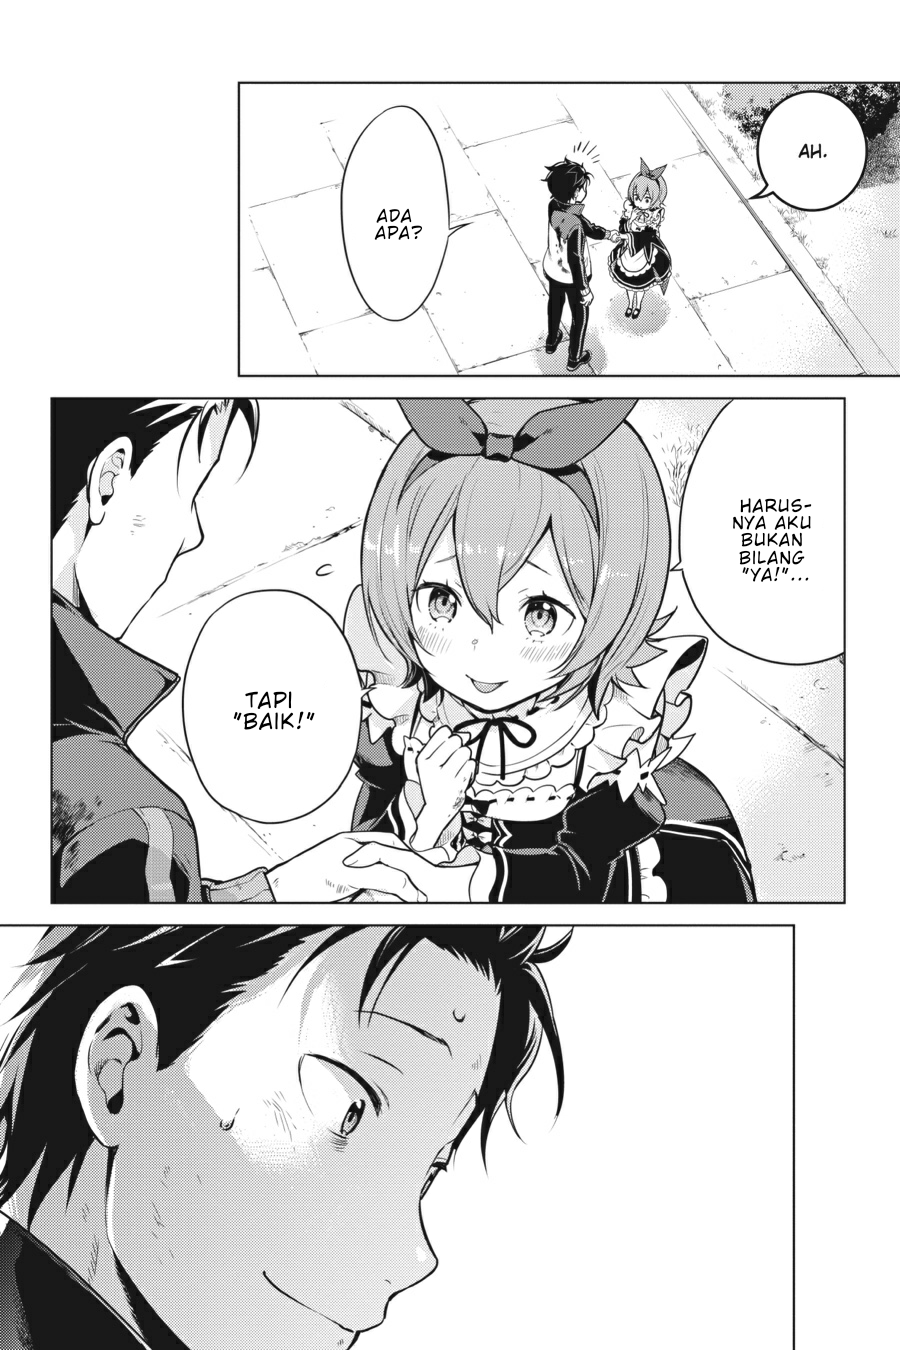 AH.
ADA
APA?
HARUS-
NYA AKU
BUKAN
BILANG
"YA!"...
TAPI
"BAIK!"